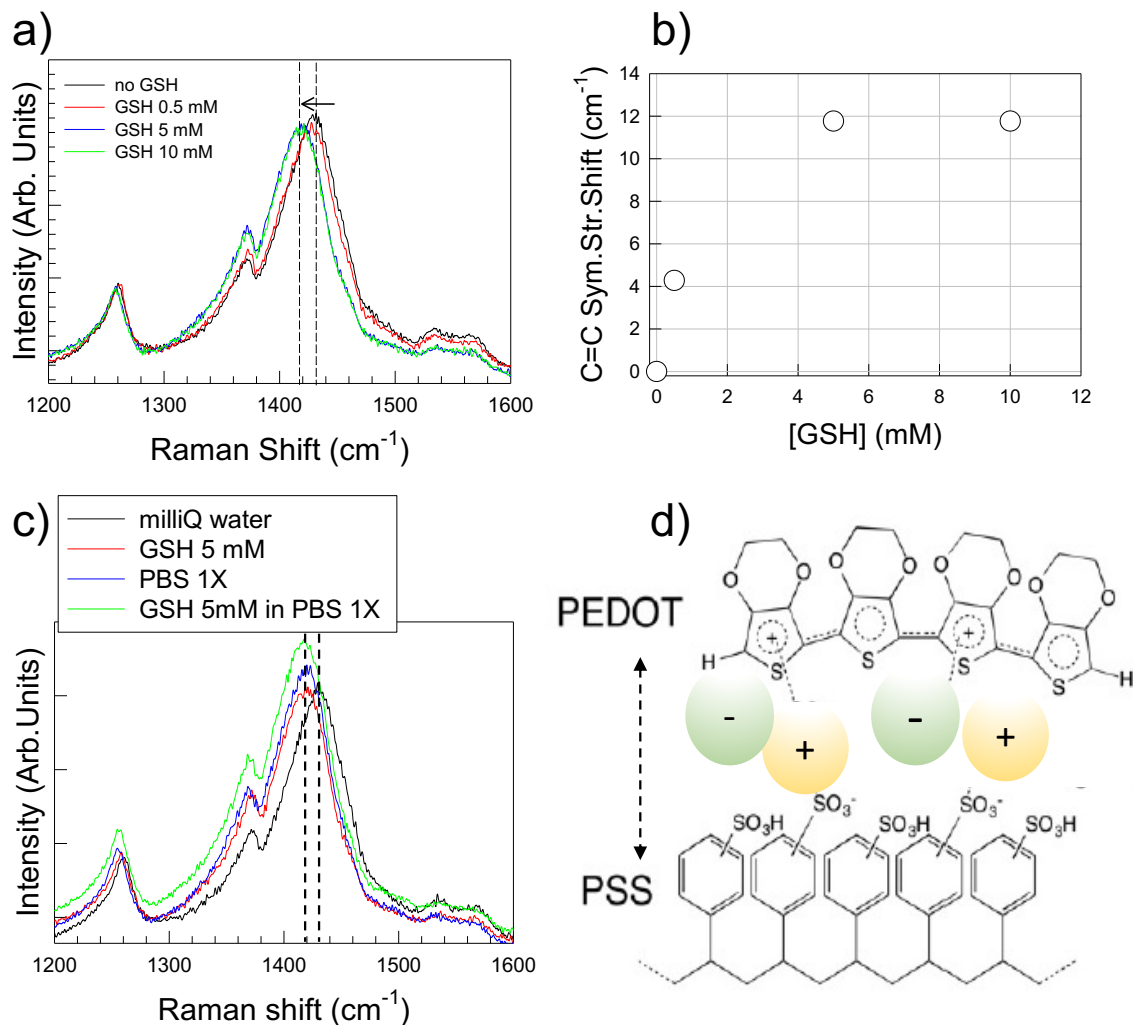 a)
no GSH
GSH 0.5 mM
GSH 5 mM
GSH 10 mM
Intensity (Arb. Units)
1200 1300 1400 1500 1600
Raman Shift (cm-1)
b)
14
12
10
8
6
4
2
0
C=C Sym.Str.Shift (cm-1)
0 2 4 6 8 10 12
[GSH] (mM)
c)
milliQ water
GSH 5 mM
PBS 1X
GSH 5mM in PBS 1X
Intensity (Arb. Units)
1200 1300 1400 1500 1600
Raman shift (cm-1)
d)
O O O O O O O O
PEDOT
+ +
H S S S S H
- + - +
SO3- SO3-
SO3H SO3H SO3H
PSS